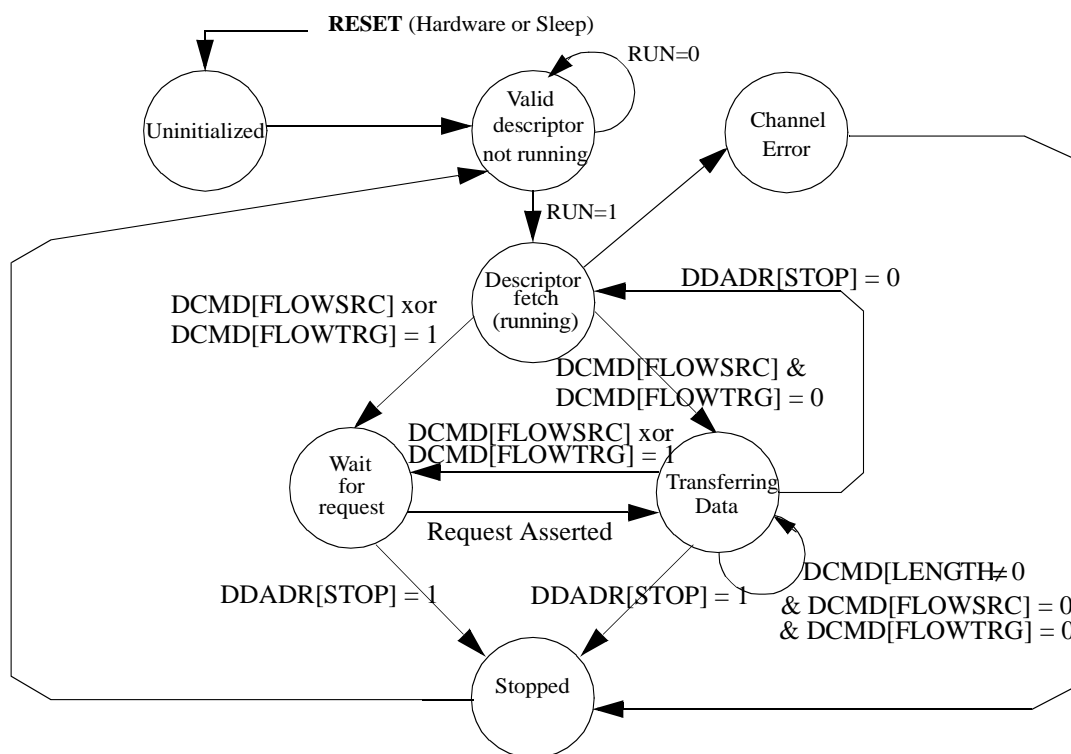 RESET (Hardware or Sleep)
RUN=0
Uninitialized
Valid
descriptor
not running
Channel
Error
RUN=1
Descriptor
fetch
(running)
DDADR[STOP] = 0
DCMD[FLOWSRC] xor
DCMD[FLOWTRG] = 1
DCMD[FLOWSRC] &
DCMD[FLOWTRG] = 0
DCMD[FLOWSRC] xor
DCMD[FLOWTRG] = 1
Wait
for
request
Transferring
Data
Request Asserted
DDADR[STOP] = 1
DDADR[STOP] = 1
DCMD[LENGTH≠0
& DCMD[FLOWSRC] = 0
& DCMD[FLOWTRG] = 0
Stopped